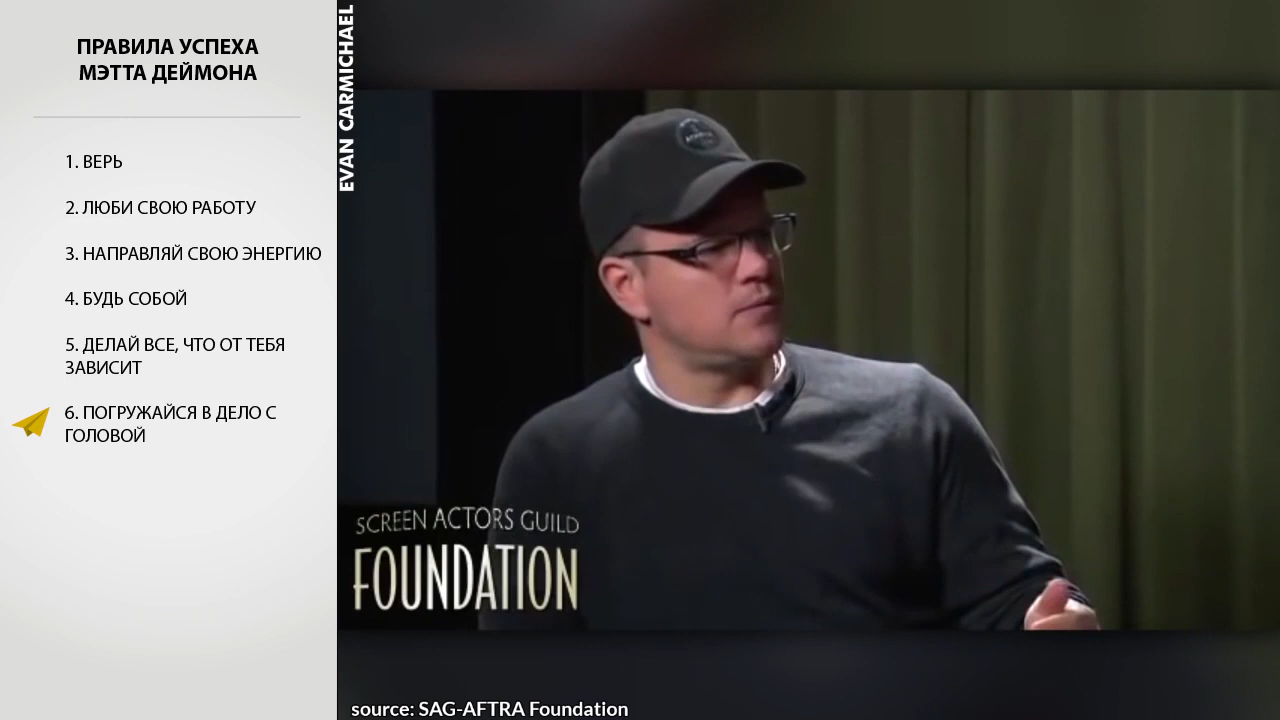 ПРАВИЛА УСПЕХА
МЭТТА ДЕЙМОНА
1. ВЕРЬ
2. ЛЮБИ СВОЮ РАБОТУ
3. НАПРАВЛЯЙ СВОЮ ЭНЕРГИЮ
4. БУДЬ СОБОЙ
5. ДЕЛАЙ ВСЕ, ЧТО ОТ ТЕБЯ
ЗАВИСИТ
6. ПОГРУЖАЙСЯ В ДЕЛО С
ГОЛОВОЙ
EVAN CARMICHAEL
SCREEN ACTORS GUILD
FOUNDATION
source: SAG-AFTRA Foundation